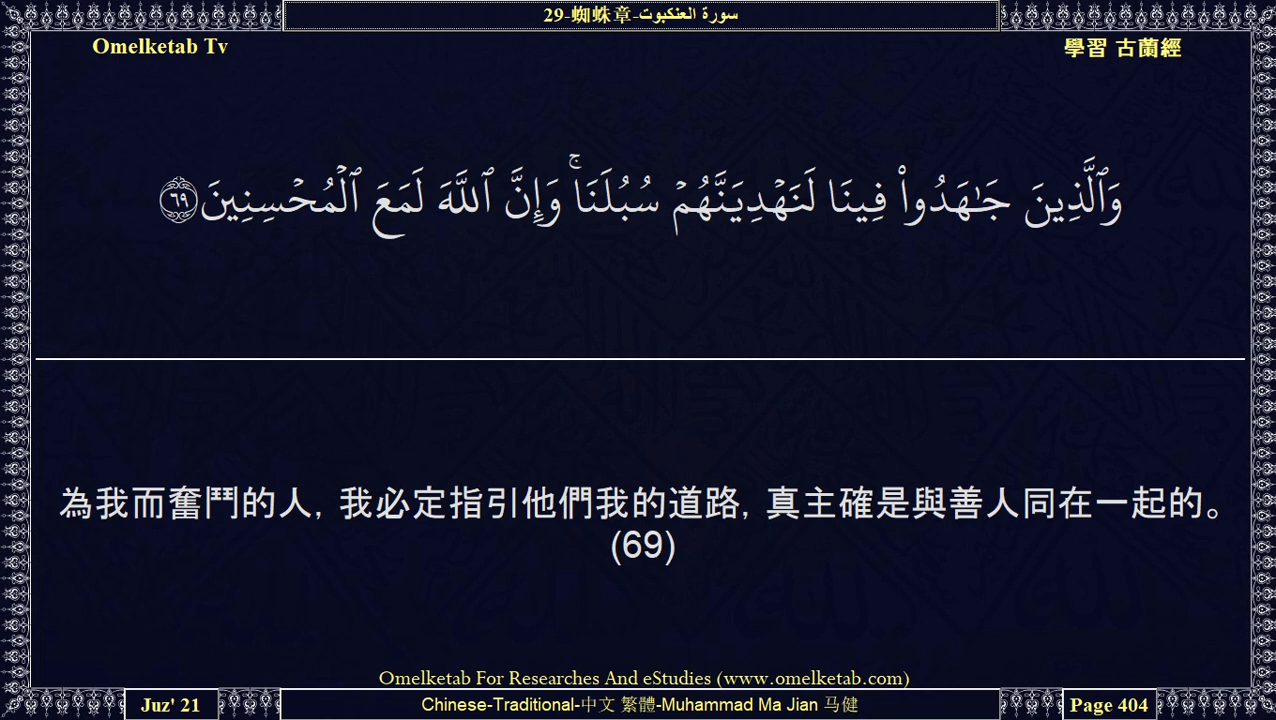 29-蜘蛛章-سورة العنكبوت
Omelketab Tv
學習 古蘭經
وَٱلَّذِينَ جَـٰهَدُوا۟ فِينَا لَنَهْدِيَنَّهُمْ سُبُلَنَا ۚ وَإِنَّ ٱللَّهَ لَمَعَ ٱلْمُحْسِنِينَ ٦٩
為我而奮鬥的人, 我必定指引他們我的道路, 真主確是與善人同在一起的。
(69)
Omelketab For Researches And eStudies (www.omelketab.com)
Juz' 21
Chinese-Traditional-中文 繁體-Muhammad Ma Jian 马健
Page 404